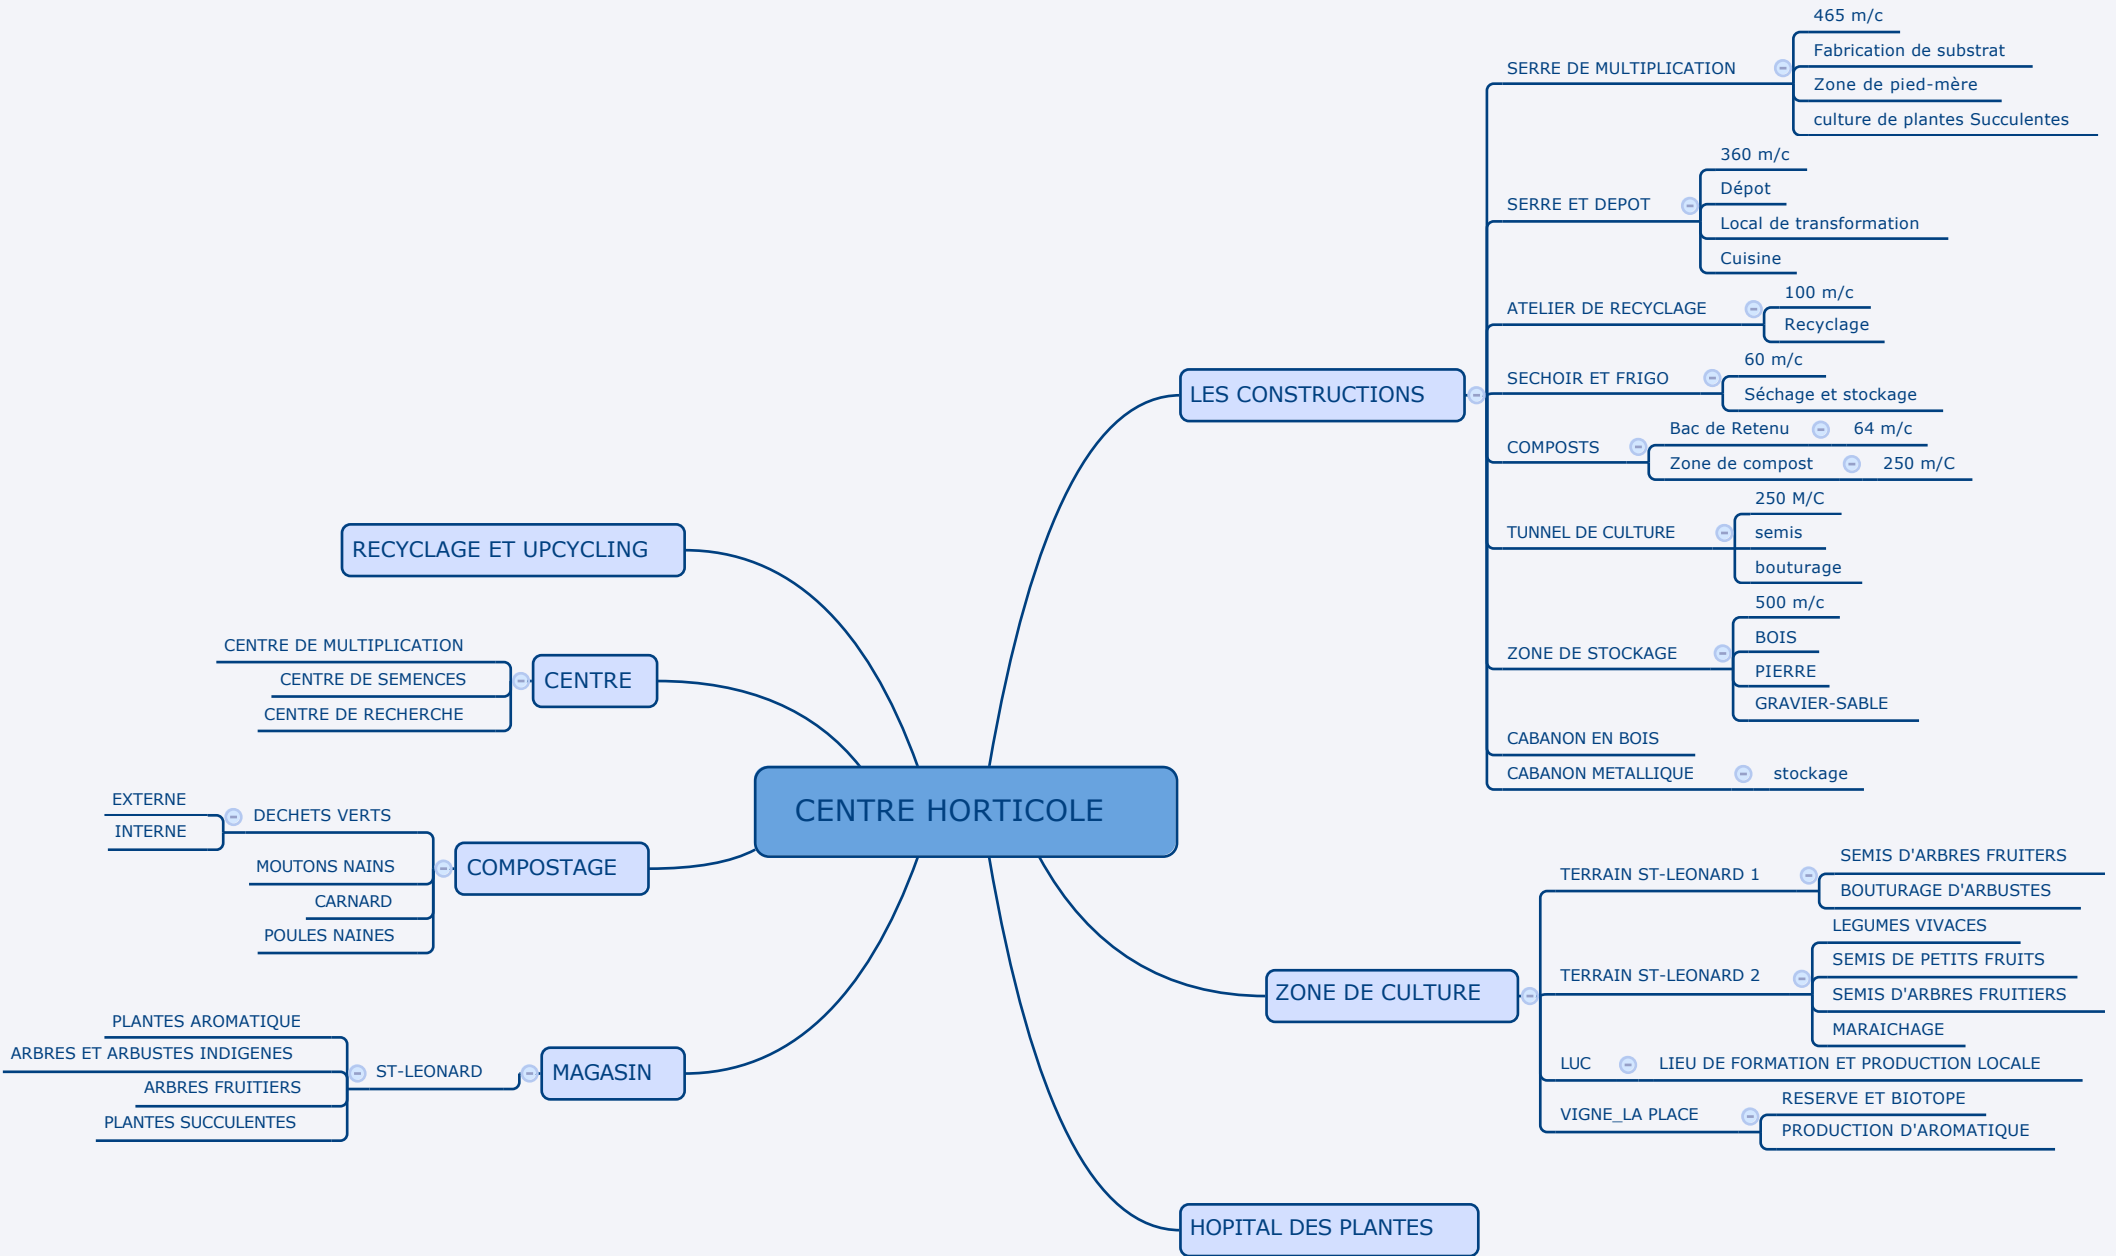 CENTRE HORTICOLE
LES CONSTRUCTIONS
SERRE DE MULTIPLICATION
465 m/c
Fabrication de substrat
Zone de pied-mère
culture de plantes Succulentes
SERRE ET DEPOT
360 m/c
Dépot
Local de transformation
Cuisine
ATELIER DE RECYCLAGE
100 m/c
Recyclage
SECHOIR ET FRIGO
60 m/c
Séchage et stockage
COMPOSTS
Bac de Retenu
64 m/c
Zone de compost
250 m/C
TUNNEL DE CULTURE
250 M/C
semis
bouturage
ZONE DE STOCKAGE
500 m/c
BOIS
PIERRE
GRAVIER-SABLE
CABANON EN BOIS
CABANON METALLIQUE
stockage
ZONE DE CULTURE
TERRAIN ST-LEONARD 1
SEMIS D'ARBRES FRUITERS
BOUTURAGE D'ARBUSTES
TERRAIN ST-LEONARD 2
LEGUMES VIVACES
SEMIS DE PETITS FRUITS
SEMIS D'ARBRES FRUITIERS
MARAICHAGE
LUC
LIEU DE FORMATION ET PRODUCTION LOCALE
VIGNE_LA PLACE
RESERVE ET BIOTOPE
PRODUCTION D'AROMATIQUE
HOPITAL DES PLANTES
RECYCLAGE ET UPCYCLING
CENTRE
CENTRE DE MULTIPLICATION
CENTRE DE SEMENCES
CENTRE DE RECHERCHE
COMPOSTAGE
DECHETS VERTS
EXTERNE
INTERNE
MOUTONS NAINS
CARNARD
POULES NAINES
MAGASIN
ST-LEONARD
PLANTES AROMATIQUE
ARBRES ET ARBUSTES INDIGENES
ARBRES FRUITIERS
PLANTES SUCCULENTES